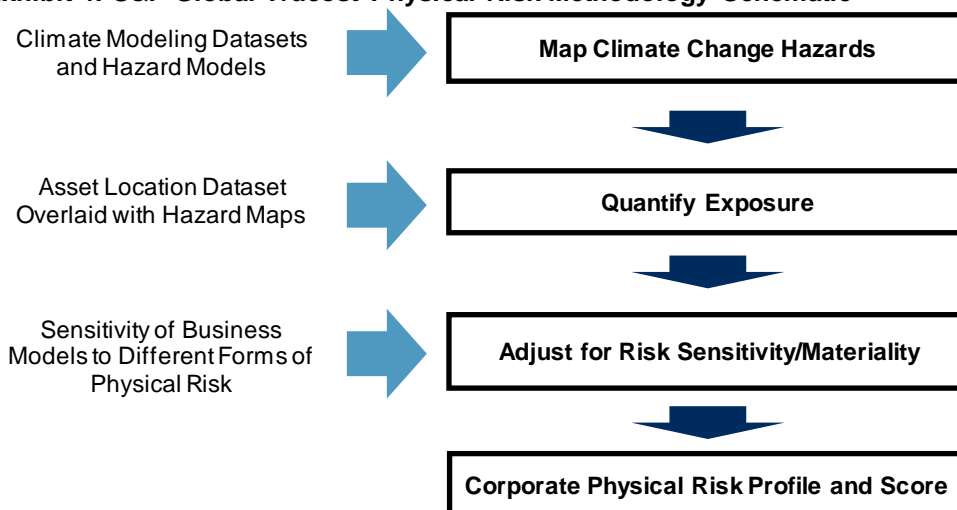 Climate Modeling Datasets
and Hazard Models
Map Climate Change Hazards
Asset Location Dataset
Overlaid with Hazard Maps
Quantify Exposure
Sensitivity of Business
Models to Different Forms of
Physical Risk
Adjust for Risk Sensitivity/Materiality
Corporate Physical Risk Profile and Score